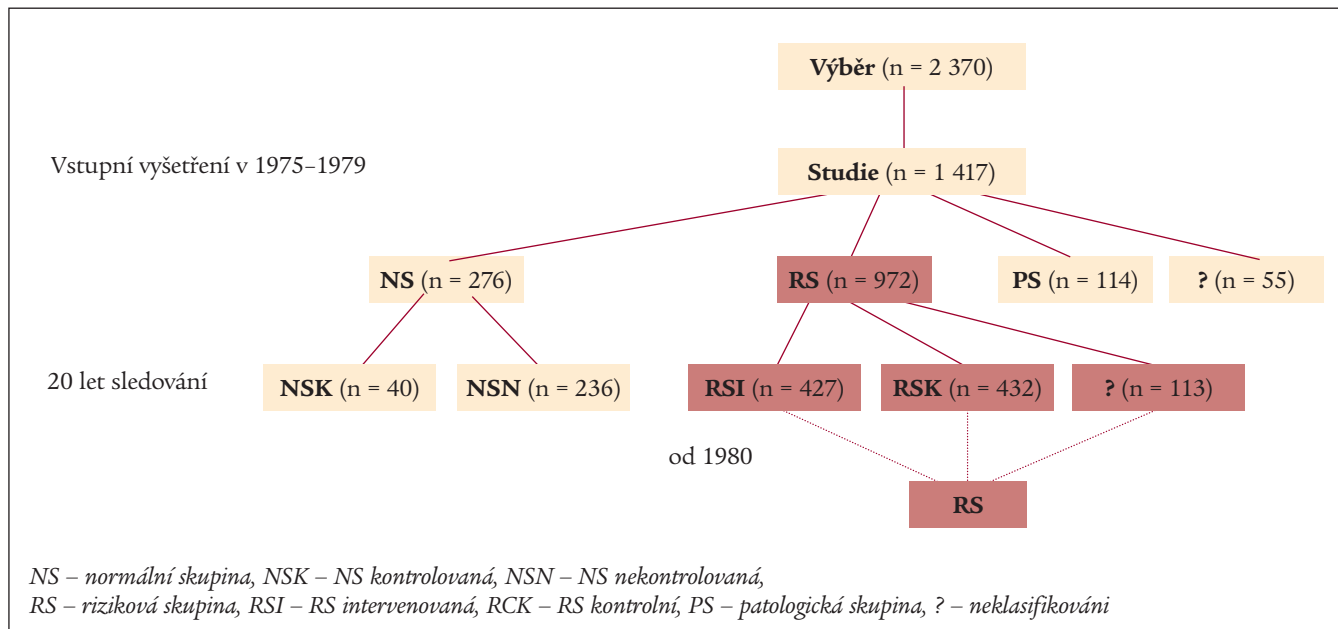 Výběr (n = 2 370)
Vstupní vyšetření v 1975–1979
Studie (n = 1 417)
NS (n = 276)
RS (n = 972)
PS (n = 114)
? (n = 55)
20 let sledování
NSK (n = 40)
NSN (n = 236)
RSI (n = 427)
RSK (n = 432)
? (n = 113)
od 1980
RS
NS – normální skupina, NSK – NS kontrolovaná, NSN – NS nekontrolovaná,
RS – riziková skupina, RSI – RS intervenovaná, RCK – RS kontrolní, PS – patologická skupina, ? – neklasifikováni